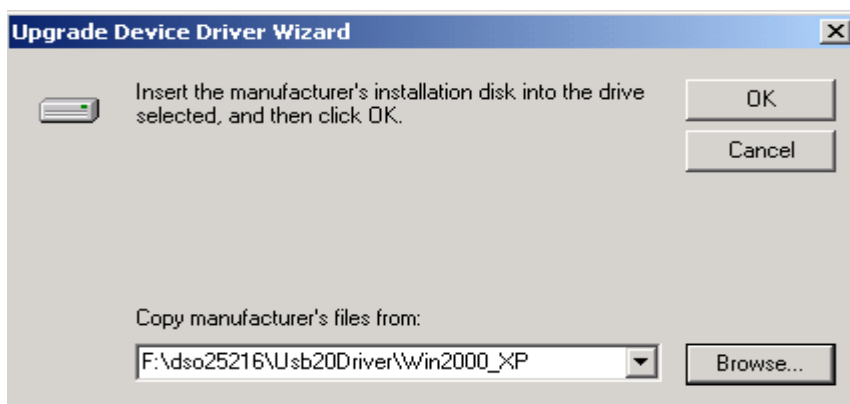 Upgrade Device Driver Wizard
Insert the manufacturer's installation disk into the drive
selected, and then click OK.
OK
Cancel
Copy manufacturer's files from:
F:\dso25216\Usb20Driver\Win2000_XP
Browse...